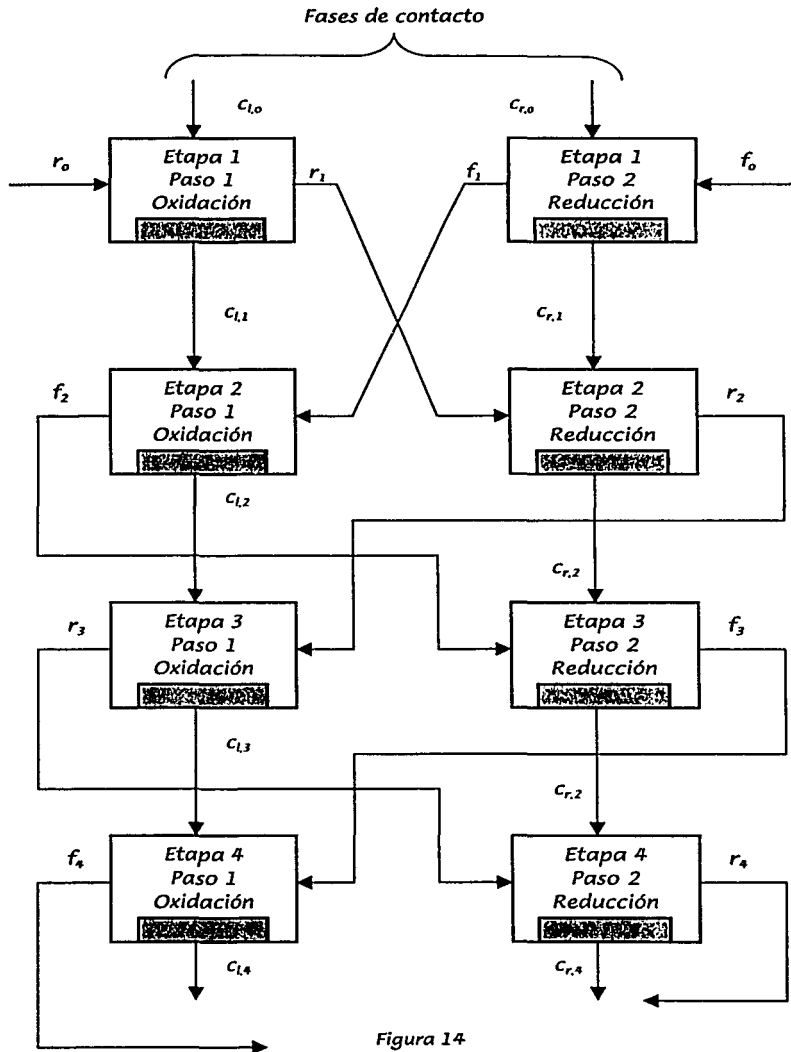 Fases de contacto
c_{l,o}
c_{r,o}
r_o
Etapa 1
Paso 1
Oxidación
r_1
f_1
Etapa 1
Paso 2
Reducción
f_o
c_{l,1}
c_{r,1}
f_2
Etapa 2
Paso 1
Oxidación
Etapa 2
Paso 2
Reducción
r_2
c_{l,2}
c_{r,2}
r_3
Etapa 3
Paso 1
Oxidación
Etapa 3
Paso 2
Reducción
f_3
c_{l,3}
c_{r,2}
f_4
Etapa 4
Paso 1
Oxidación
Etapa 4
Paso 2
Reducción
r_4
c_{l,4}
c_{r,4}
Figura 14